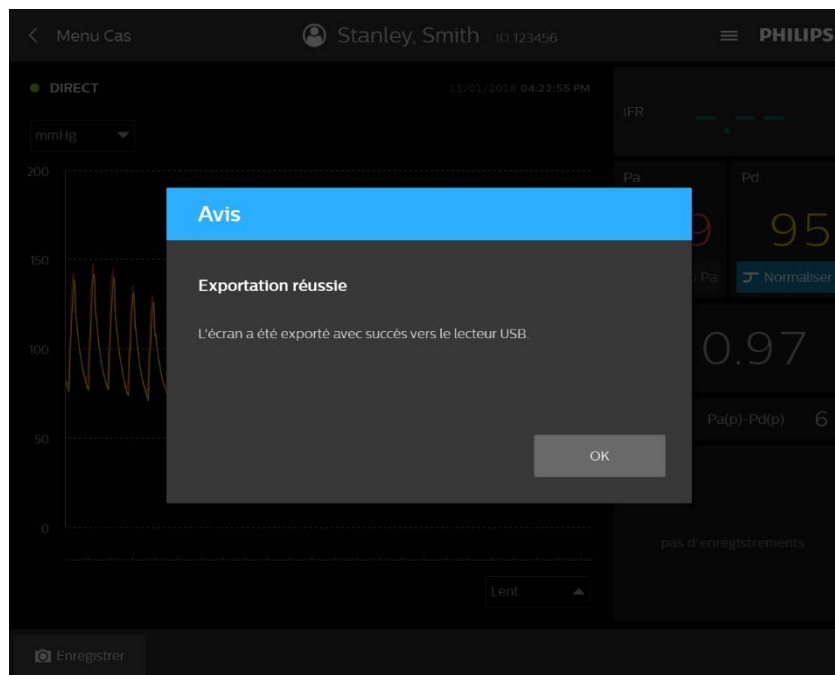 Menu Cas
Stanley, Smith ID 123456
PHILIPS
DIRECT
11/01/2018 04:23:55 PM
mmHg
iFR
Pa
Pd
200
150
100
50
0
9
95
Pa
Normaliser
Avis
Exportation réussie
L'écran a été exporté avec succès vers le lecteur USB.
OK
0.97
Pa(p)-Pd(p) 6
pas d'enregistrements
Lent
Enregistrer